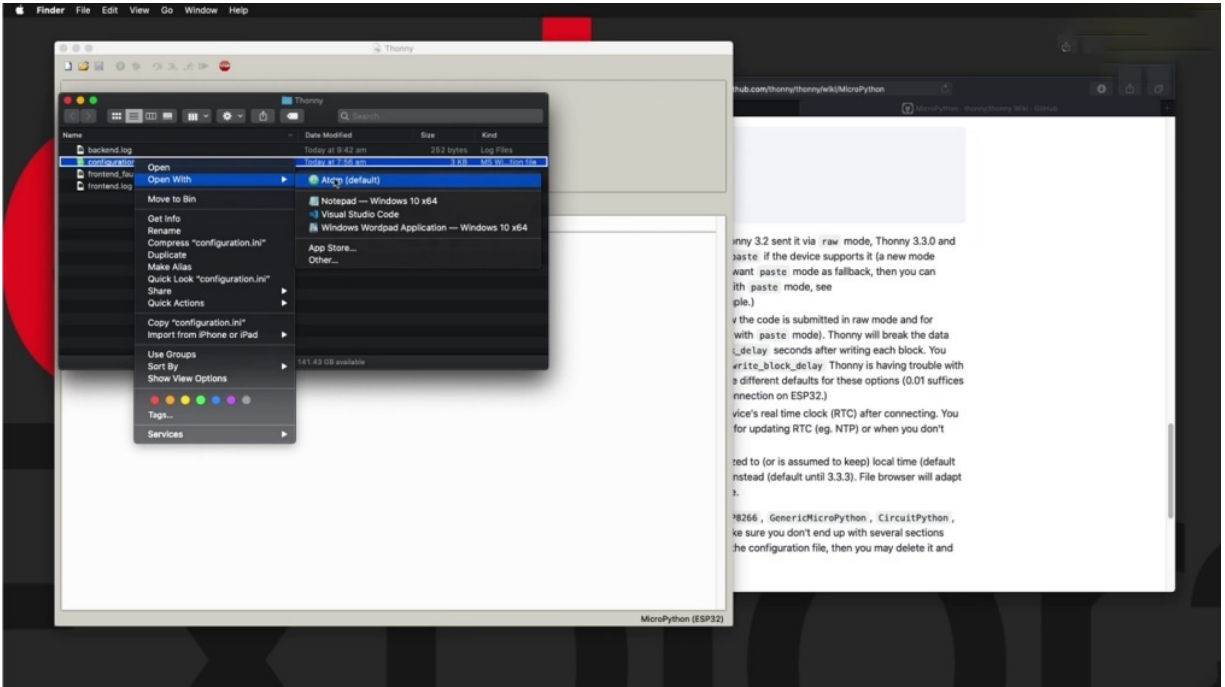 Finder File Edit View Go Window Help
Thonny
Thonny
Search
hub.com/thonny/thonny/wiki/MicroPython
MicroPython · thonny/thonny Wiki · GitHub
Name Date Modified Size Kind
backend.log Today at 9:42 am 252 bytes Log Files
configuration Today at 7:56 am 3 KB MS Wi...tion file
frontend_fau
frontend.log
Open
Open With
Move to Bin
Get Info
Rename
Compress "configuration.ini"
Duplicate
Make Alias
Quick Look "configuration.ini"
Share
Quick Actions
Copy "configuration.ini"
Import from iPhone or iPad
Use Groups
Sort By
Show View Options
Tags...
Services
Atom (default)
Notepad — Windows 10 x64
Visual Studio Code
Windows Wordpad Application — Windows 10 x64
App Store...
Other...
141.43 GB available
nny 3.2 sent it via raw mode, Thonny 3.3.0 and
paste if the device supports it (a new mode
want paste mode as fallback, then you can
ith paste mode, see
ple.)
the code is submitted in raw mode and for
with paste mode). Thonny will break the data
_delay seconds after writing each block. You
write_block_delay Thonny is having trouble with
e different defaults for these options (0.01 suffices
nnection on ESP32.)
vice's real time clock (RTC) after connecting. You
for updating RTC (eg. NTP) or when you don't
zed to (or is assumed to keep) local time (default
nstead (default until 3.3.3). File browser will adapt
P8266, GenericMicroPython, CircuitPython,
ke sure you don't end up with several sections
the configuration file, then you may delete it and
MicroPython (ESP32)